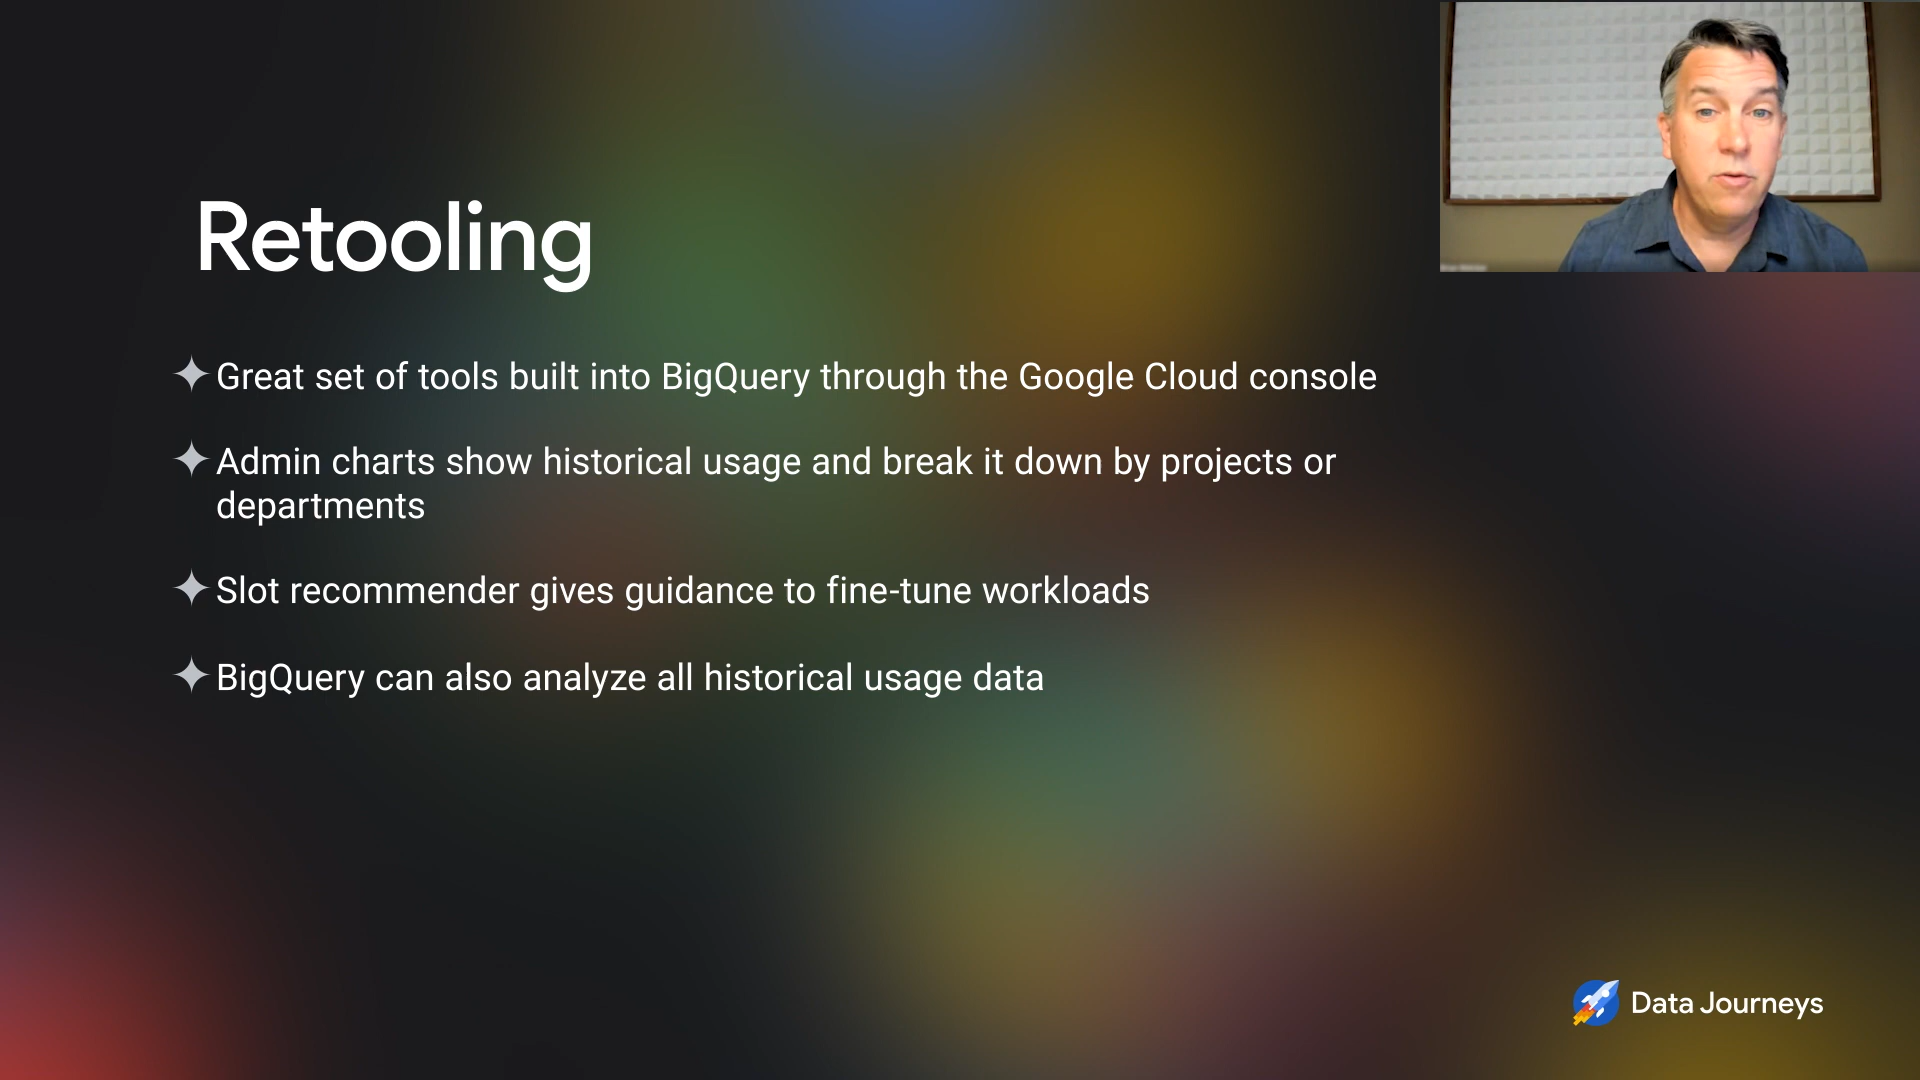 Retooling
Great set of tools built into BigQuery through the Google Cloud console
Admin charts show historical usage and break it down by projects or
departments
Slot recommender gives guidance to fine-tune workloads
BigQuery can also analyze all historical usage data
Data Journeys